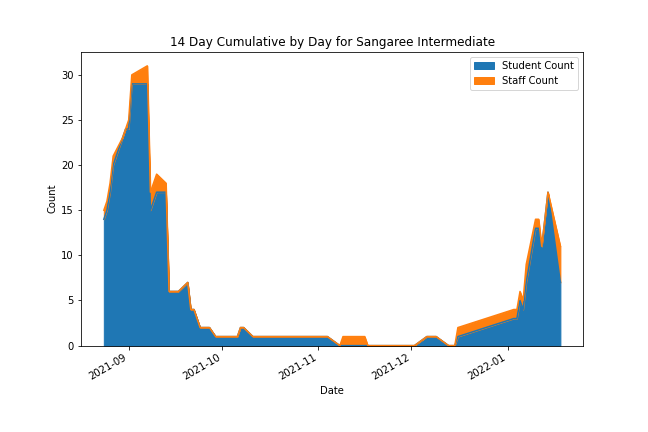 14 Day Cumulative by Day for Sangaree Intermediate
Student Count
Staff Count
30
25
20
15
10
5
0
Count
2021-09
2021-10
2021-11
2021-12
2022-01
Date